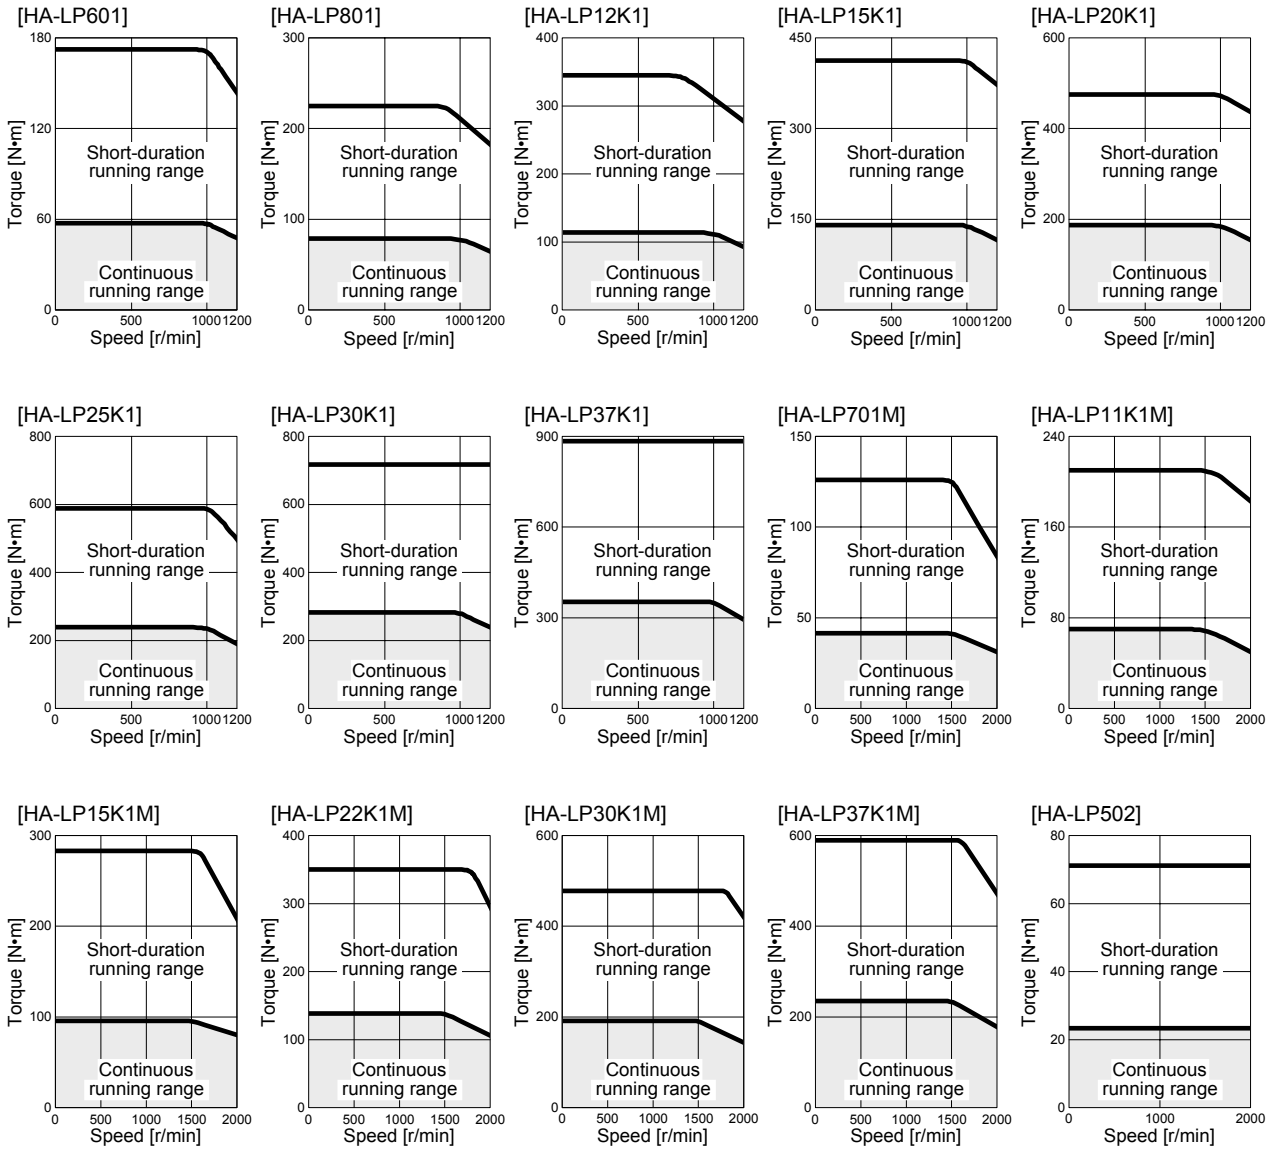 [HA-LP601] [HA-LP801] [HA-LP12K1] [HA-LP15K1] [HA-LP20K1]
Torque [N•m]
180
120
60
0
Short-duration
running range
Continuous
running range
0 500 1000 1200
Speed [r/min]
Torque [N•m]
300
200
100
0
Short-duration
running range
Continuous
running range
0 500 1000 1200
Speed [r/min]
Torque [N•m]
400
300
200
100
0
Short-duration
running range
Continuous
running range
0 500 1000 1200
Speed [r/min]
Torque [N•m]
450
300
150
0
Short-duration
running range
Continuous
running range
0 500 1000 1200
Speed [r/min]
Torque [N•m]
600
400
200
0
Short-duration
running range
Continuous
running range
0 500 1000 1200
Speed [r/min]
[HA-LP25K1] [HA-LP30K1] [HA-LP37K1] [HA-LP701M] [HA-LP11K1M]
Torque [N•m]
800
600
400
200
0
Short-duration
running range
Continuous
running range
0 500 1000 1200
Speed [r/min]
Torque [N•m]
800
600
400
200
0
Short-duration
running range
Continuous
running range
0 500 1000 1200
Speed [r/min]
Torque [N•m]
900
600
300
0
Short-duration
running range
Continuous
running range
0 500 1000 1200
Speed [r/min]
Torque [N•m]
150
100
50
0
Short-duration
running range
Continuous
running range
0 500 1000 1500 2000
Speed [r/min]
Torque [N•m]
240
160
80
0
Short-duration
running range
Continuous
running range
0 500 1000 1500 2000
Speed [r/min]
[HA-LP15K1M] [HA-LP22K1M] [HA-LP30K1M] [HA-LP37K1M] [HA-LP502]
Torque [N•m]
300
200
100
0
Short-duration
running range
Continuous
running range
0 500 1000 1500 2000
Speed [r/min]
Torque [N•m]
400
300
200
100
0
Short-duration
running range
Continuous
running range
0 500 1000 1500 2000
Speed [r/min]
Torque [N•m]
600
400
200
0
Short-duration
running range
Continuous
running range
0 500 1000 1500 2000
Speed [r/min]
Torque [N•m]
600
400
200
0
Short-duration
running range
Continuous
running range
0 500 1000 1500 2000
Speed [r/min]
Torque [N•m]
80
60
40
20
0
Short-duration
running range
Continuous
running range
0 1000 2000
Speed [r/min]